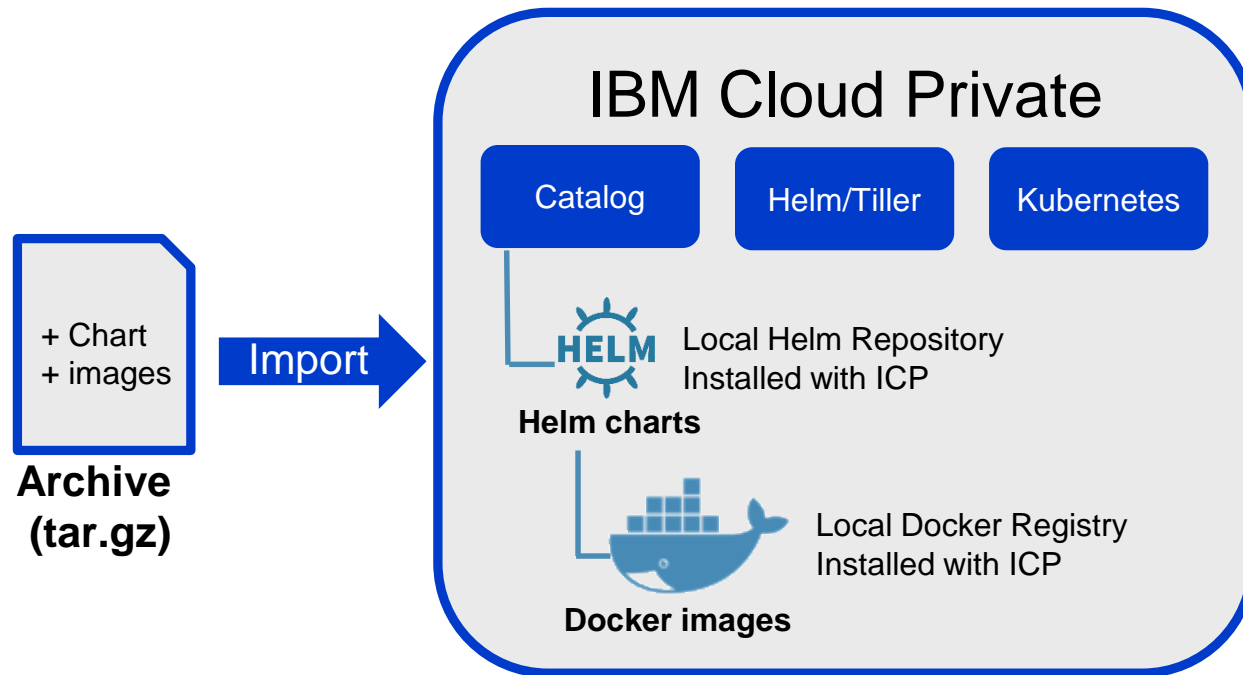 IBM Cloud Private
Catalog
Helm/Tiller
Kubernetes
+ Chart
+ images
Archive
(tar.gz)
Import
HELM
Local Helm Repository
Installed with ICP
Helm charts
Local Docker Registry
Installed with ICP
Docker images